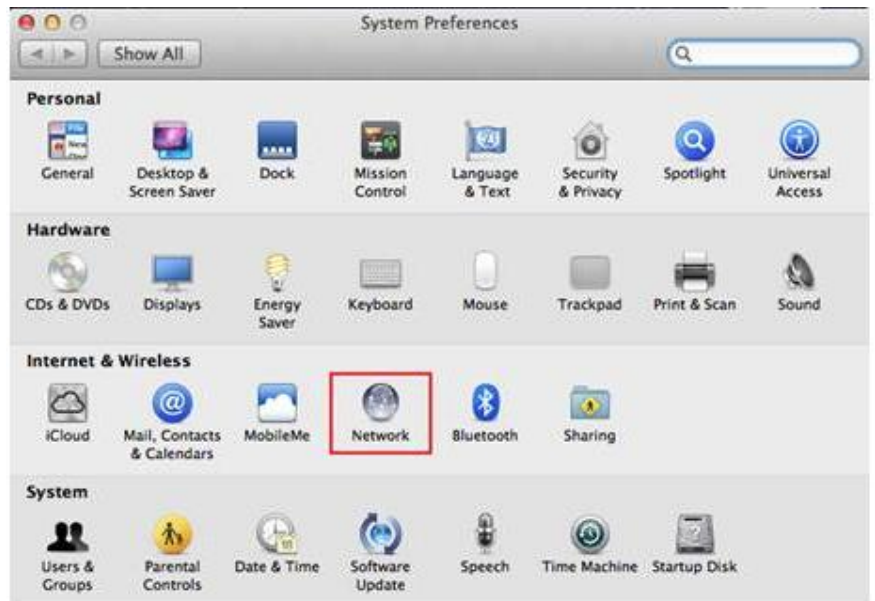 System Preferences
Show All
Personal
General
Desktop &
Screen Saver
Dock
Mission
Control
Language
& Text
Security
& Privacy
Spotlight
Universal
Access
Hardware
CDs & DVDs
Displays
Energy
Saver
Keyboard
Mouse
Trackpad
Print & Scan
Sound
Internet & Wireless
iCloud
Mail, Contacts
& Calendars
MobileMe
Network
Bluetooth
Sharing
System
Users &
Groups
Parental
Controls
Date & Time
Software
Update
Speech
Time Machine
Startup Disk